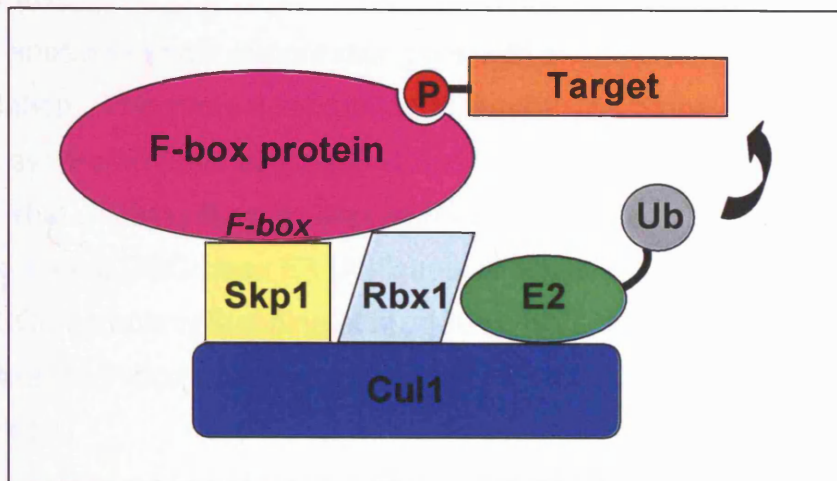 P
Target
F-box protein
Ub
F-box
Skp1
Rbx1
E2
Cul1